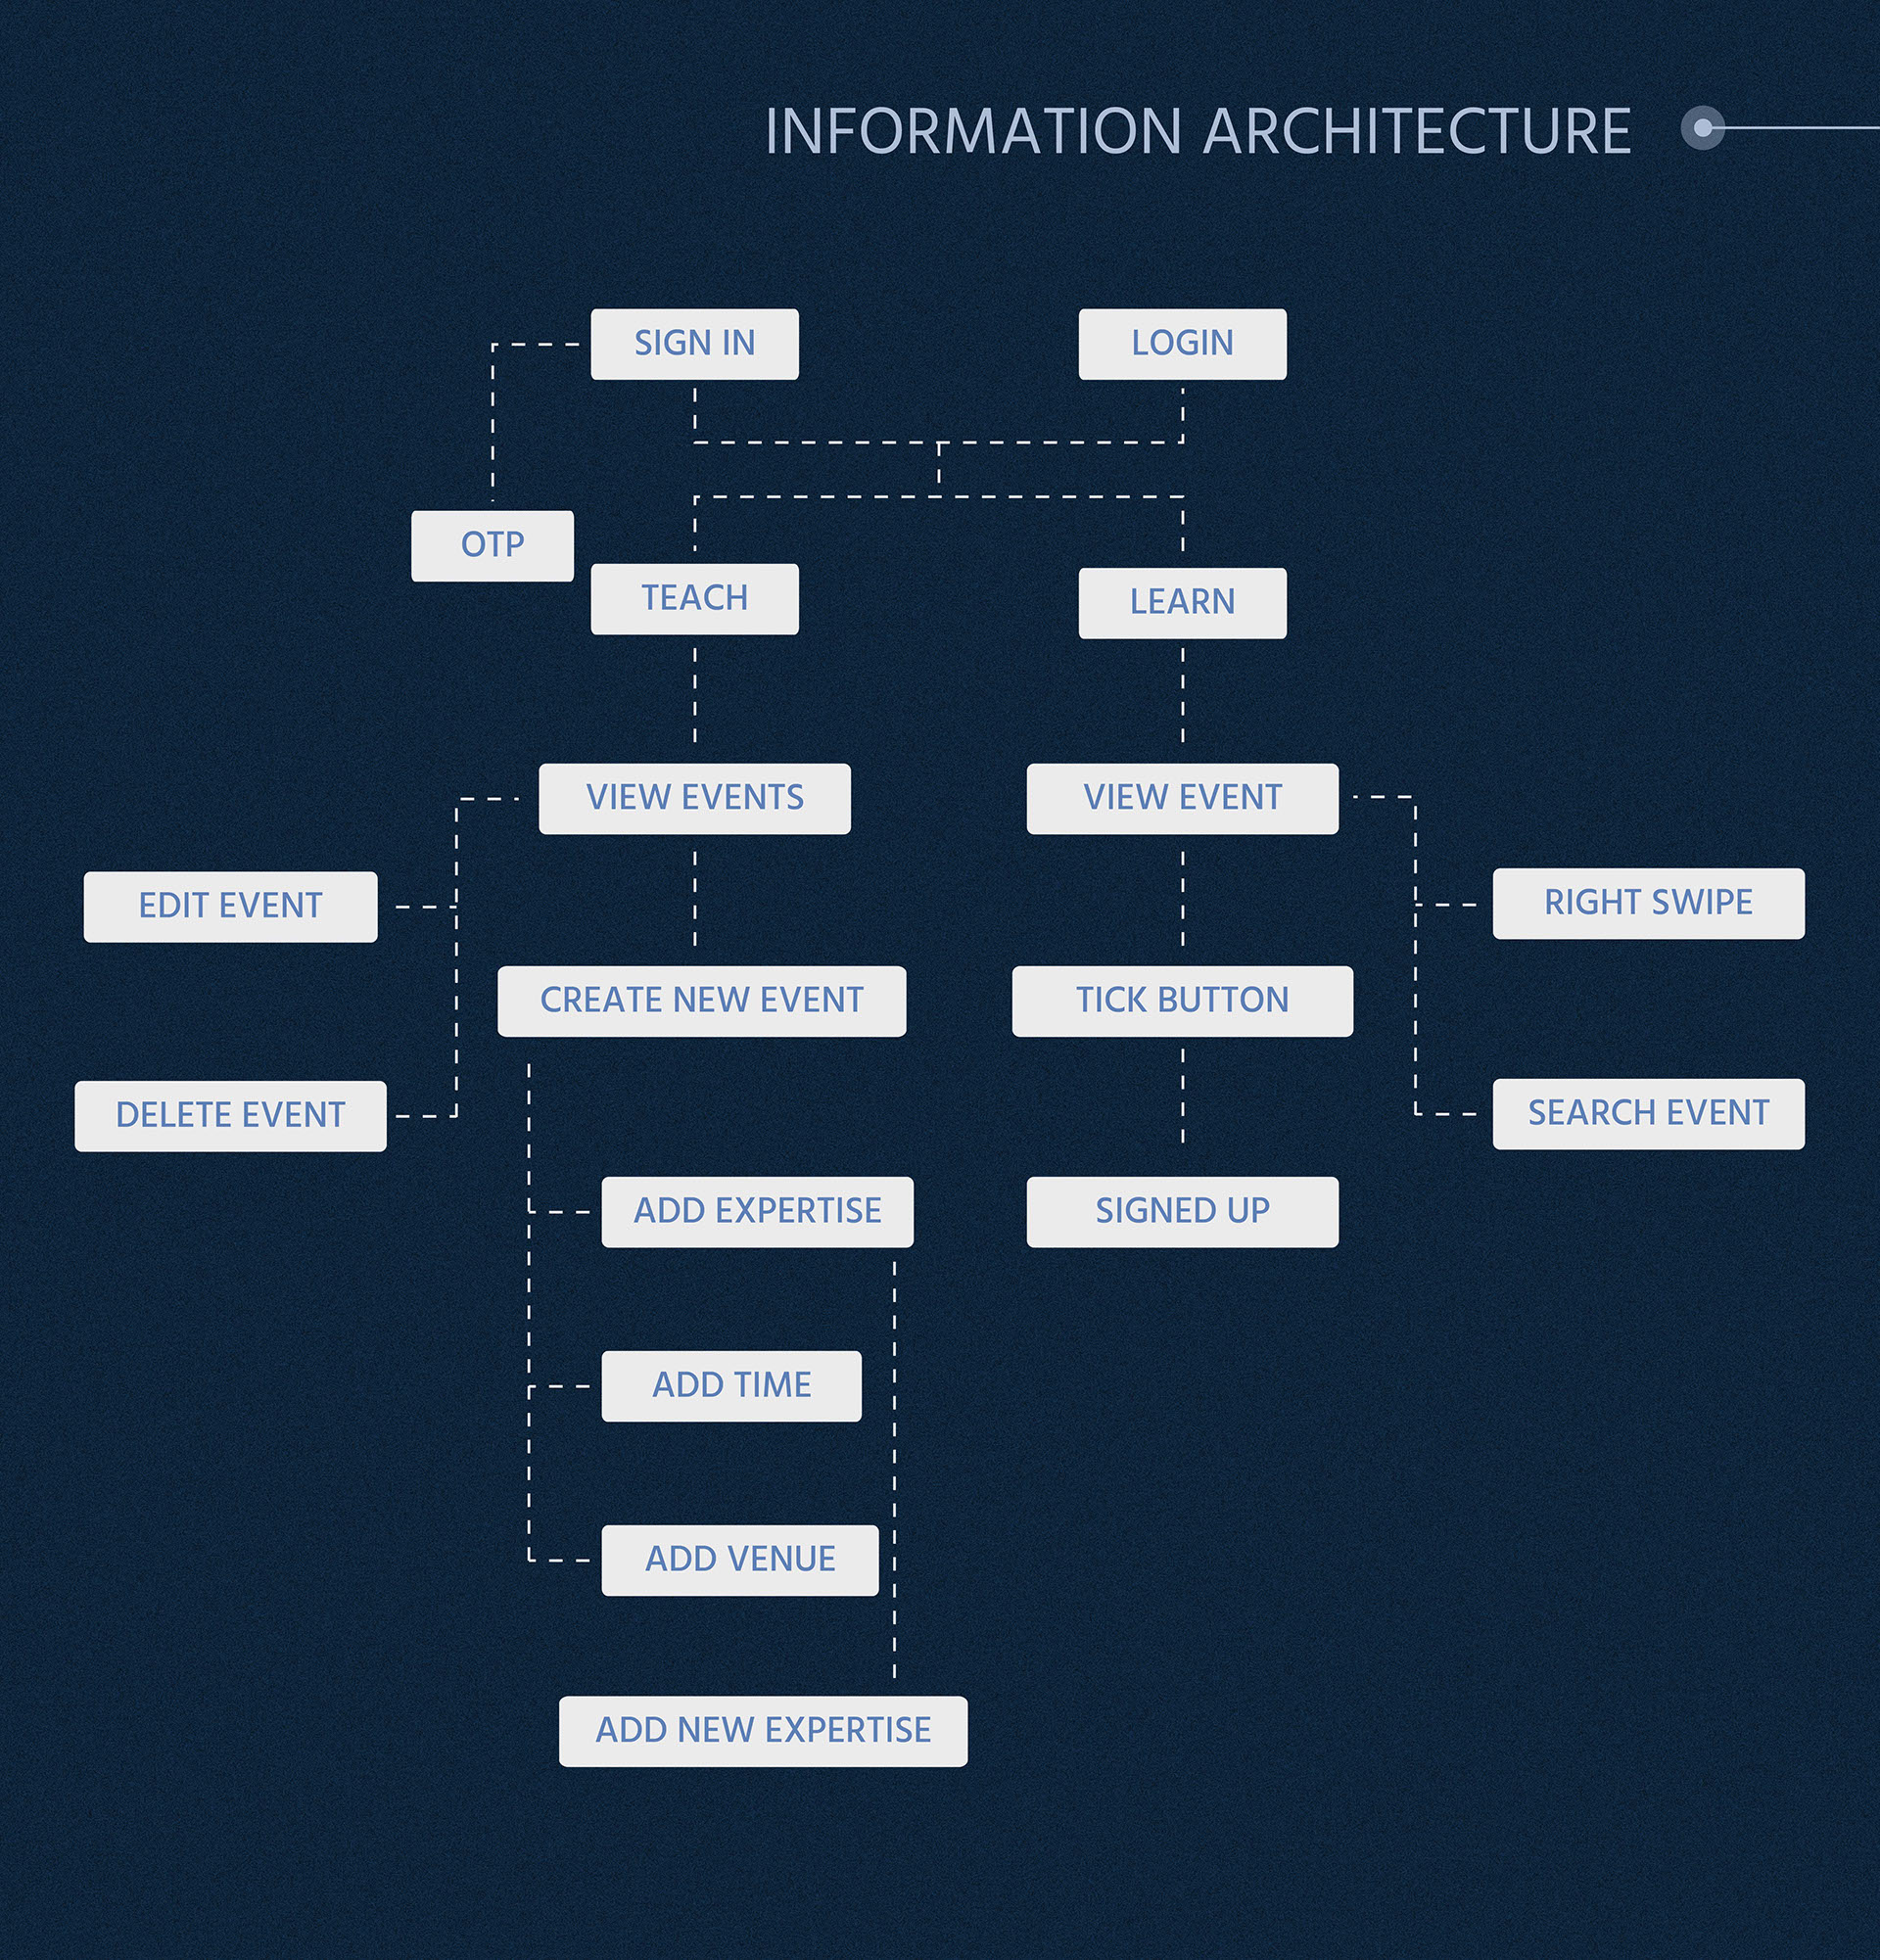 INFORMATION ARCHITECTURE
SIGN IN
LOGIN
OTP
TEACH
LEARN
VIEW EVENTS
VIEW EVENT
EDIT EVENT
RIGHT SWIPE
CREATE NEW EVENT
TICK BUTTON
DELETE EVENT
SEARCH EVENT
ADD EXPERTISE
SIGNED UP
ADD TIME
ADD VENUE
ADD NEW EXPERTISE